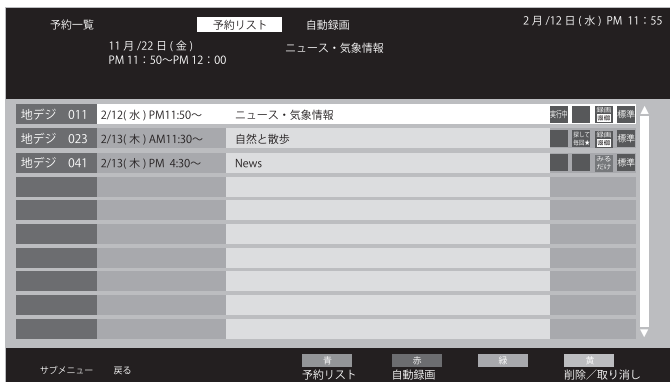 予約一覧 予約リスト 自動録画 2月/12日(水) PM 11：55
11月/22日(金) ニュース・気象情報
PM 11：50～PM 12：00
地デジ 011 2/12(水) PM11:50～ ニュース・気象情報 実行中 録画 標準
地デジ 023 2/13(木) AM11:30～ 自然と散歩 探して毎回★ 録画 標準
地デジ 041 2/13(木) PM 4:30～ News みるだけ 標準
青 赤 緑 黄
サブメニュー 戻る 予約リスト 自動録画 削除／取り消し